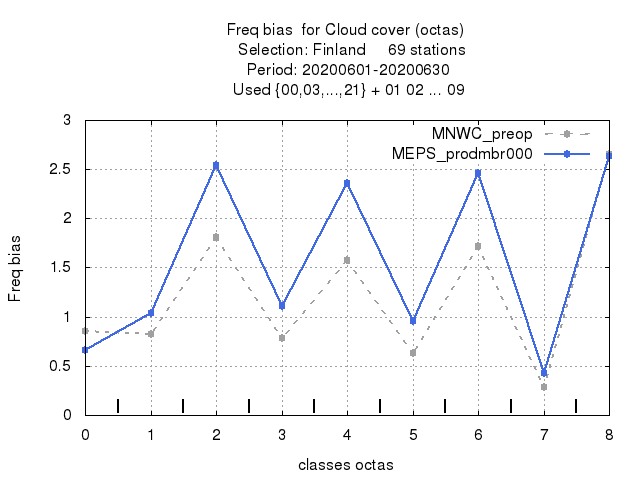 Freq bias  for Cloud cover (octas)
Selection: Finland     69 stations
Period: 20200601-20200630
Used {00,03,...,21} + 01 02 ... 09
MNWC_preop
MEPS_prodmbr000
3
2.5
2
1.5
1
0.5
0
Freq bias
0 1 2 3 4 5 6 7 8
classes octas